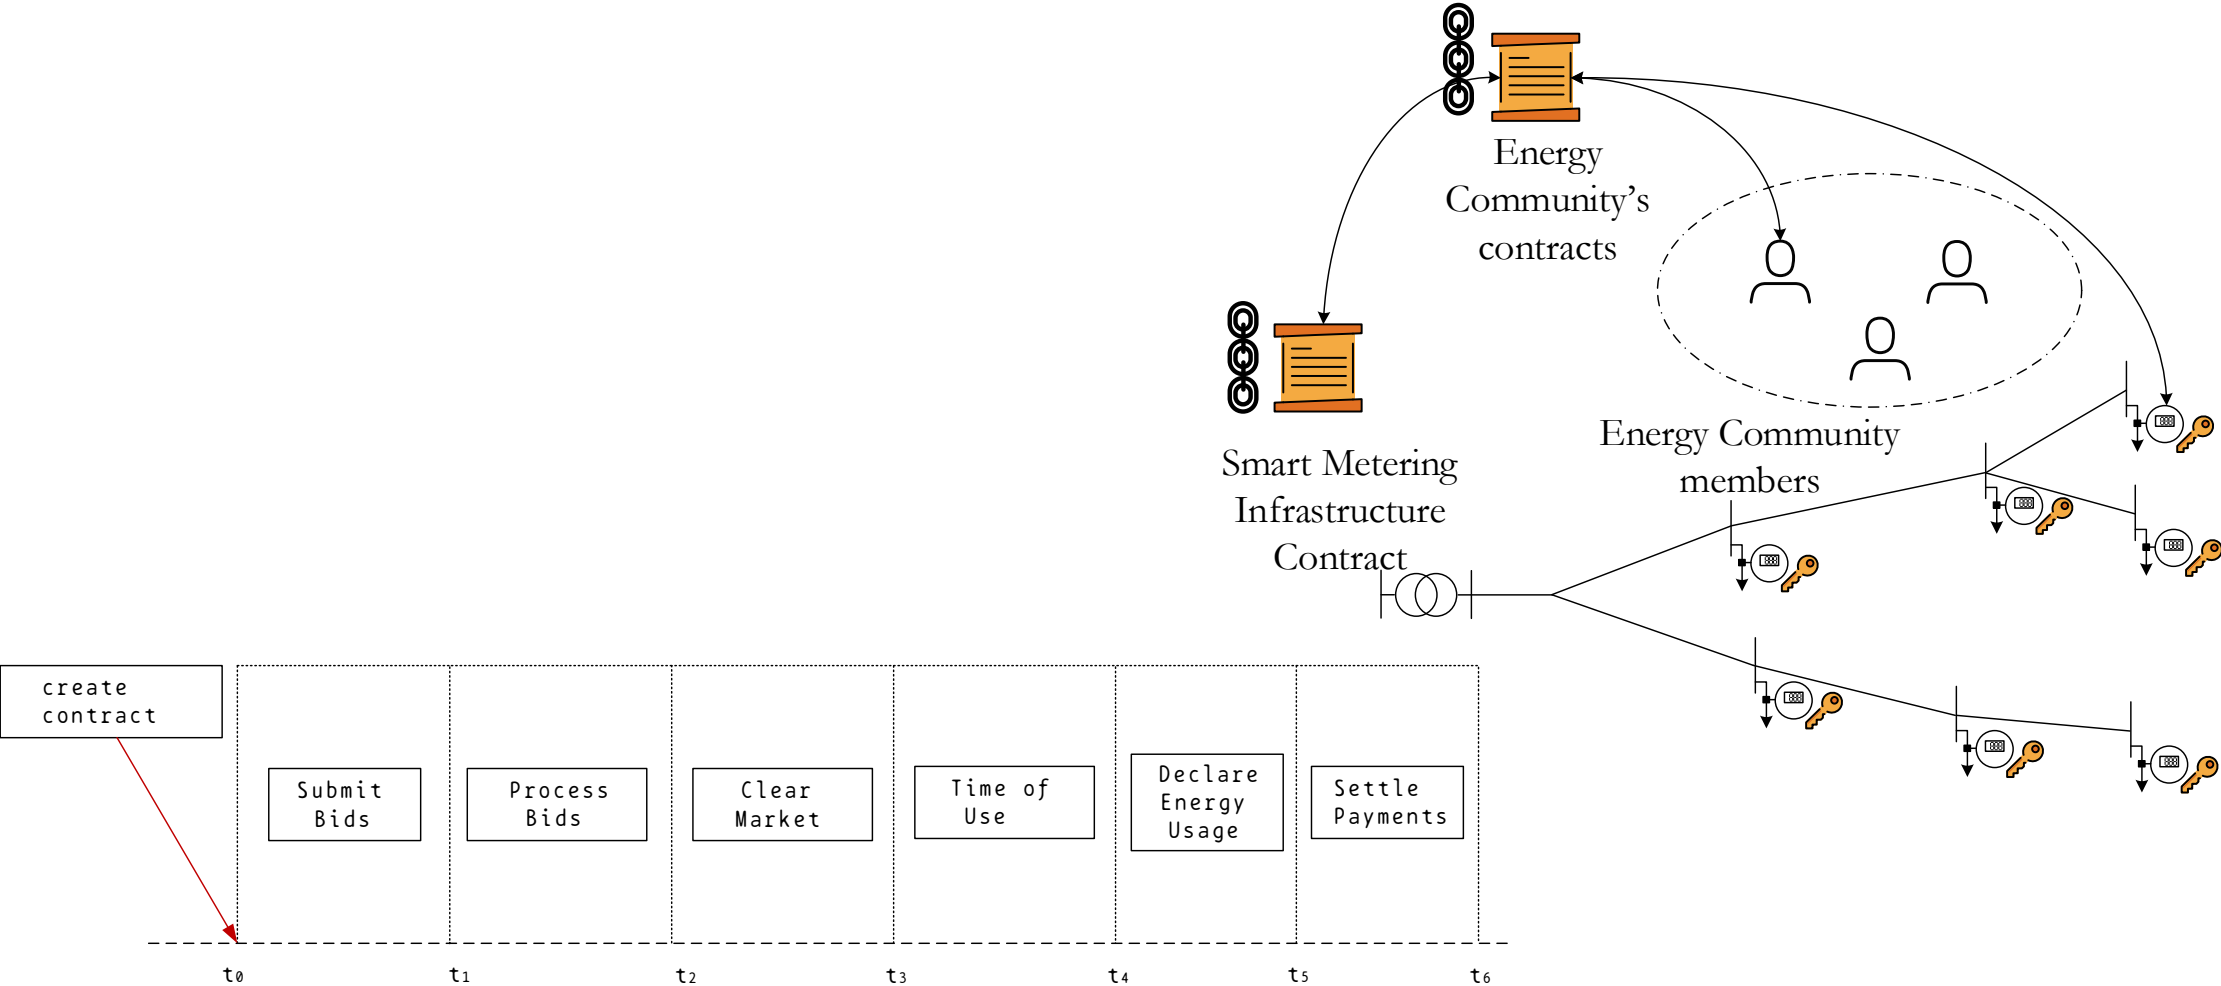 Energy
Community’s
contracts
Energy Community
members
Smart Metering
Infrastructure
Contract
create
contract
Submit
Bids
Process
Bids
Clear
Market
Time of
Use
Declare
Energy
Usage
Settle
Payments
t0
t1
t2
t3
t4
t5
t6